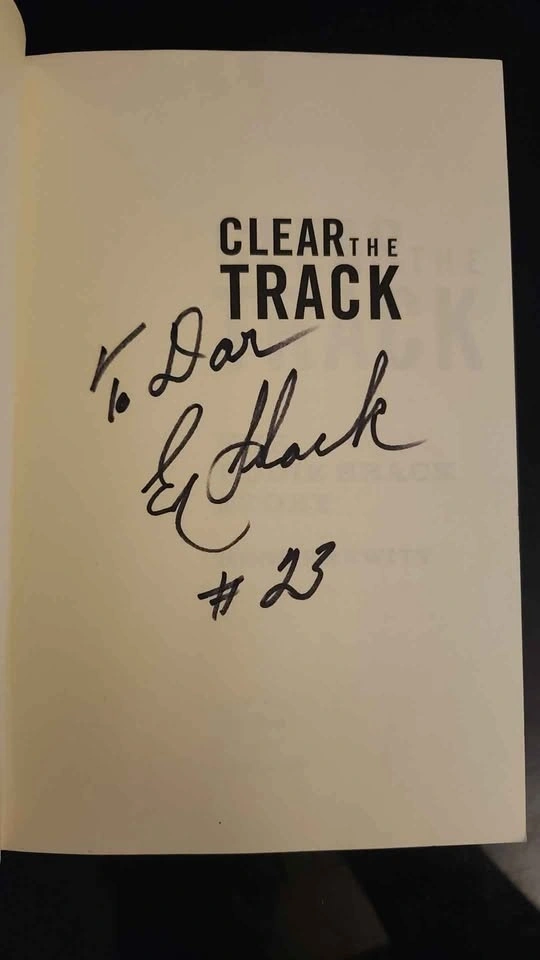 CLEAR THE
TRACK
To Dar
E Shack
# 23